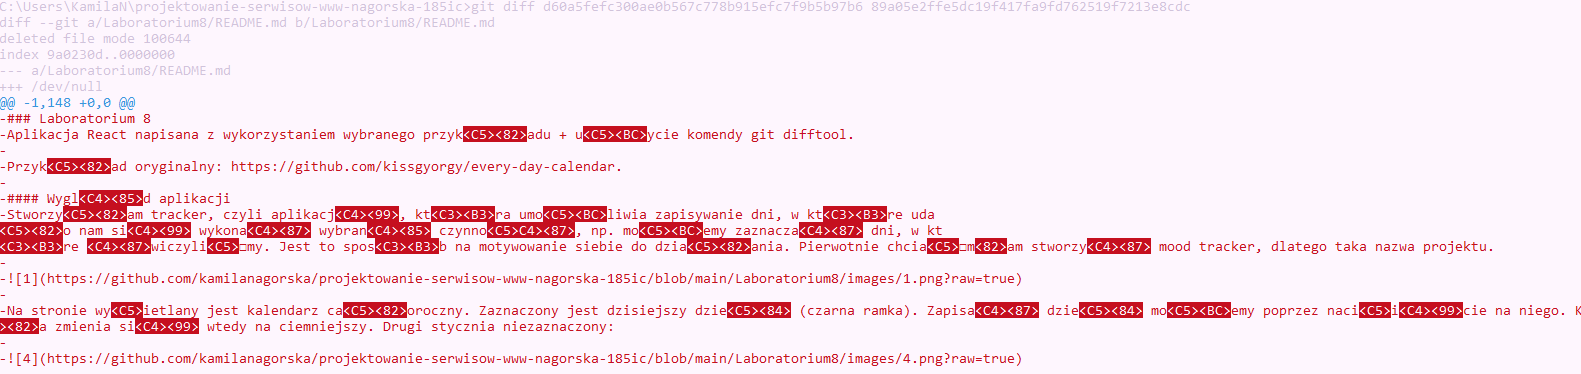 C:\Users\KamilaN\projektowanie-serwisow-www-nagorska-185ic>git diff d60a5fefc300ae0b567c778b915efc7f9b5b97b6 89a05e2ffe5dc19f417fa9fd762519f7213e8cdc
diff --git a/Laboratorium8/README.md b/Laboratorium8/README.md
deleted file mode 100644
index 9a0230d..0000000
--- a/Laboratorium8/README.md
+++ /dev/null
@@ -1,148 +0,0 @@
-### Laboratorium 8
-Aplikacja React napisana z wykorzystaniem wybranego przyk<C5><82>adu + u<C5><BC>ycie komendy git difftool.
-
-Przyk<C5><82>ad oryginalny: https://github.com/kissgyorgy/every-day-calendar.
-
-#### Wygl<C4><85>d aplikacji
-Stworzy<C5><82>am tracker, czyli aplikacj<C4><99>, kt<C3><B3>ra umo<C5><BC>liwia zapisywanie dni, w kt<C3><B3>re uda
<C5><82>o nam si<C4><99> wykona<C4><87> wybran<C4><85> czynno<C5>C4><87>, np. mo<C5><BC>emy zaznacza<C4><87> dni, w kt
<C3><B3>re <C4><87>wiczyli<C5>□my. Jest to spos<C3><B3>b na motywowanie siebie do dzia<C5><82>ania. Pierwotnie chcia<C5>□m<82>am stworzy<C4><87> mood tracker, dlatego taka nazwa projektu.
-
-![1](https://github.com/kamilanagorska/projektowanie-serwisow-www-nagorska-185ic/blob/main/Laboratorium8/images/1.png?raw=true)
-
-Na stronie wy<C5>ietlany jest kalendarz ca<C5><82>oroczny. Zaznaczony jest dzisiejszy dzie<C5><84> (czarna ramka). Zapisa<C4><87> dzie<C5><84> mo<C5><BC>emy poprzez naci<C5>i<C4><99>cie na niego. K
><82>a zmienia si<C4><99> wtedy na ciemniejszy. Drugi stycznia niezaznaczony:
-
-![4](https://github.com/kamilanagorska/projektowanie-serwisow-www-nagorska-185ic/blob/main/Laboratorium8/images/4.png?raw=true)